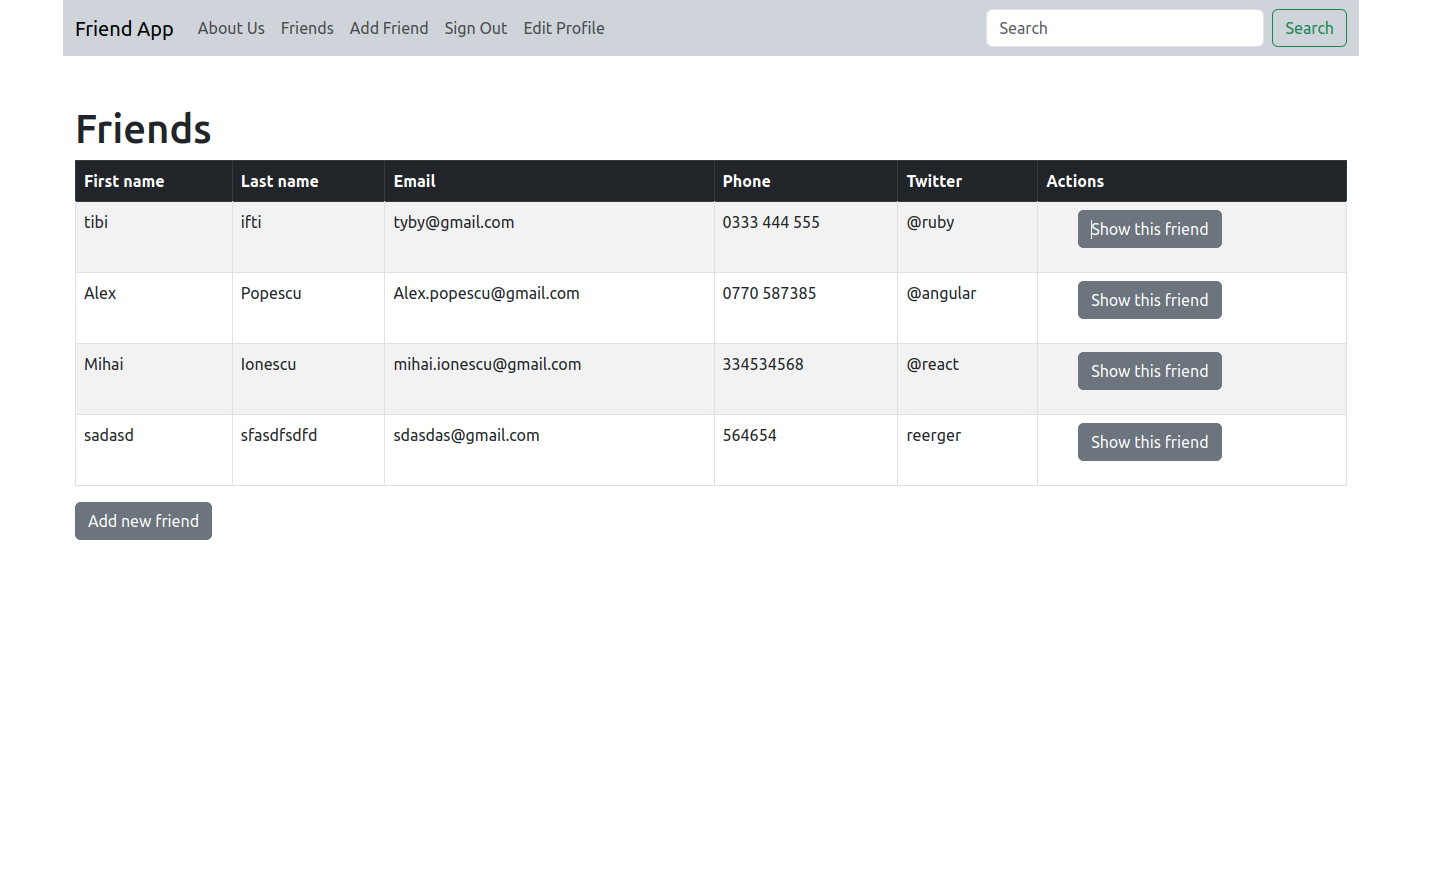 Friend App About Us Friends Add Friend Sign Out Edit Profile Search Search
Friends
First name Last name Email Phone Twitter Actions
tibi ifti tyby@gmail.com 0333 444 555 @ruby Show this friend
Alex Popescu Alex.popescu@gmail.com 0770 587385 @angular Show this friend
Mihai Ionescu mihai.ionescu@gmail.com 334534568 @react Show this friend
sadasd sfasdfsdfd sdasdas@gmail.com 564654 reerger Show this friend
Add new friend